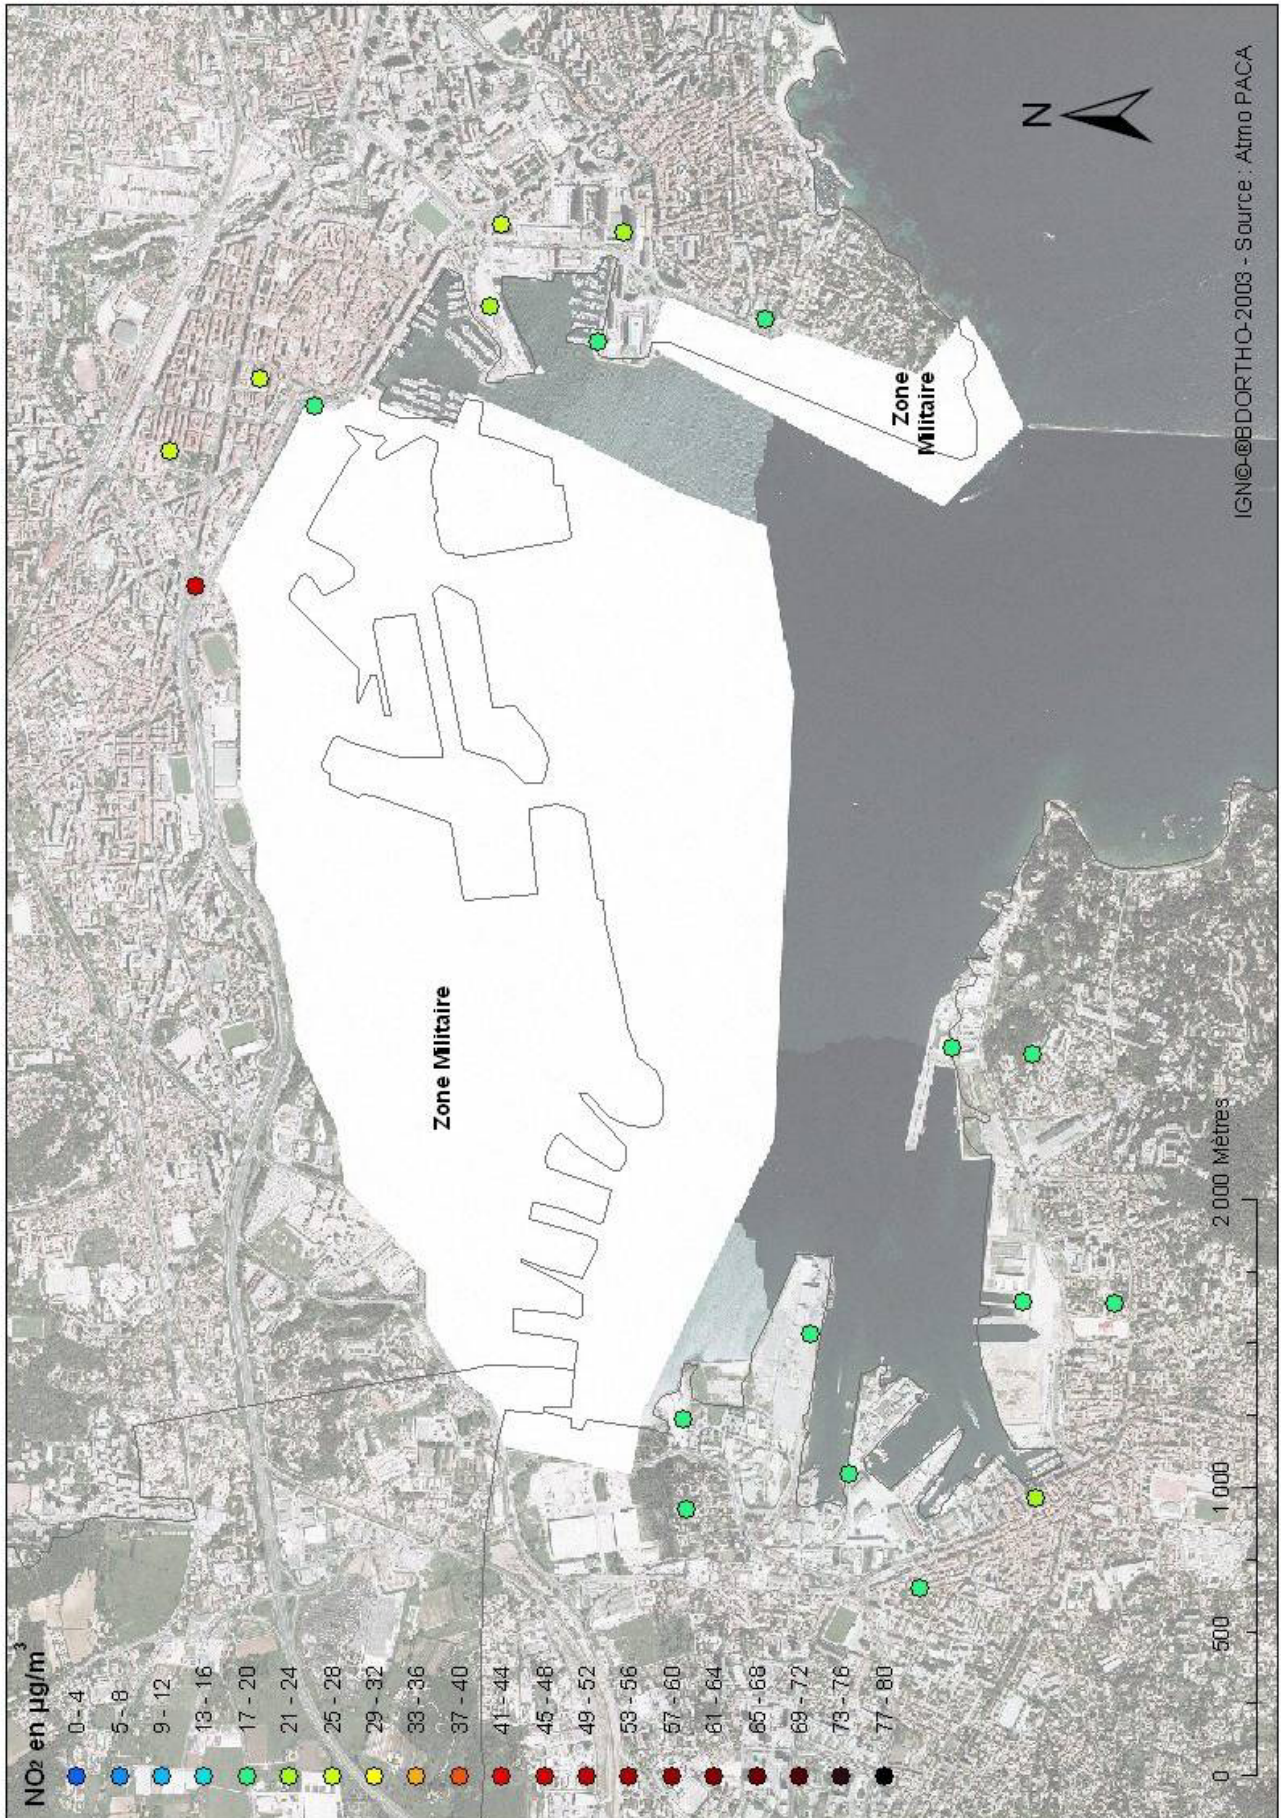 NO₂ en µg/m³
0 - 4
5 - 8
9 - 12
13 - 16
17 - 20
21 - 24
25 - 28
29 - 32
33 - 36
37 - 40
41 - 44
45 - 48
49 - 52
53 - 56
57 - 60
61 - 64
65 - 68
69 - 72
73 - 76
77 - 80
Zone Militaire
Zone
Militaire
N
0 500 1 000 2 000 Mètres
IGN©-®BDORTHO-2003 - Source : Atmo PACA